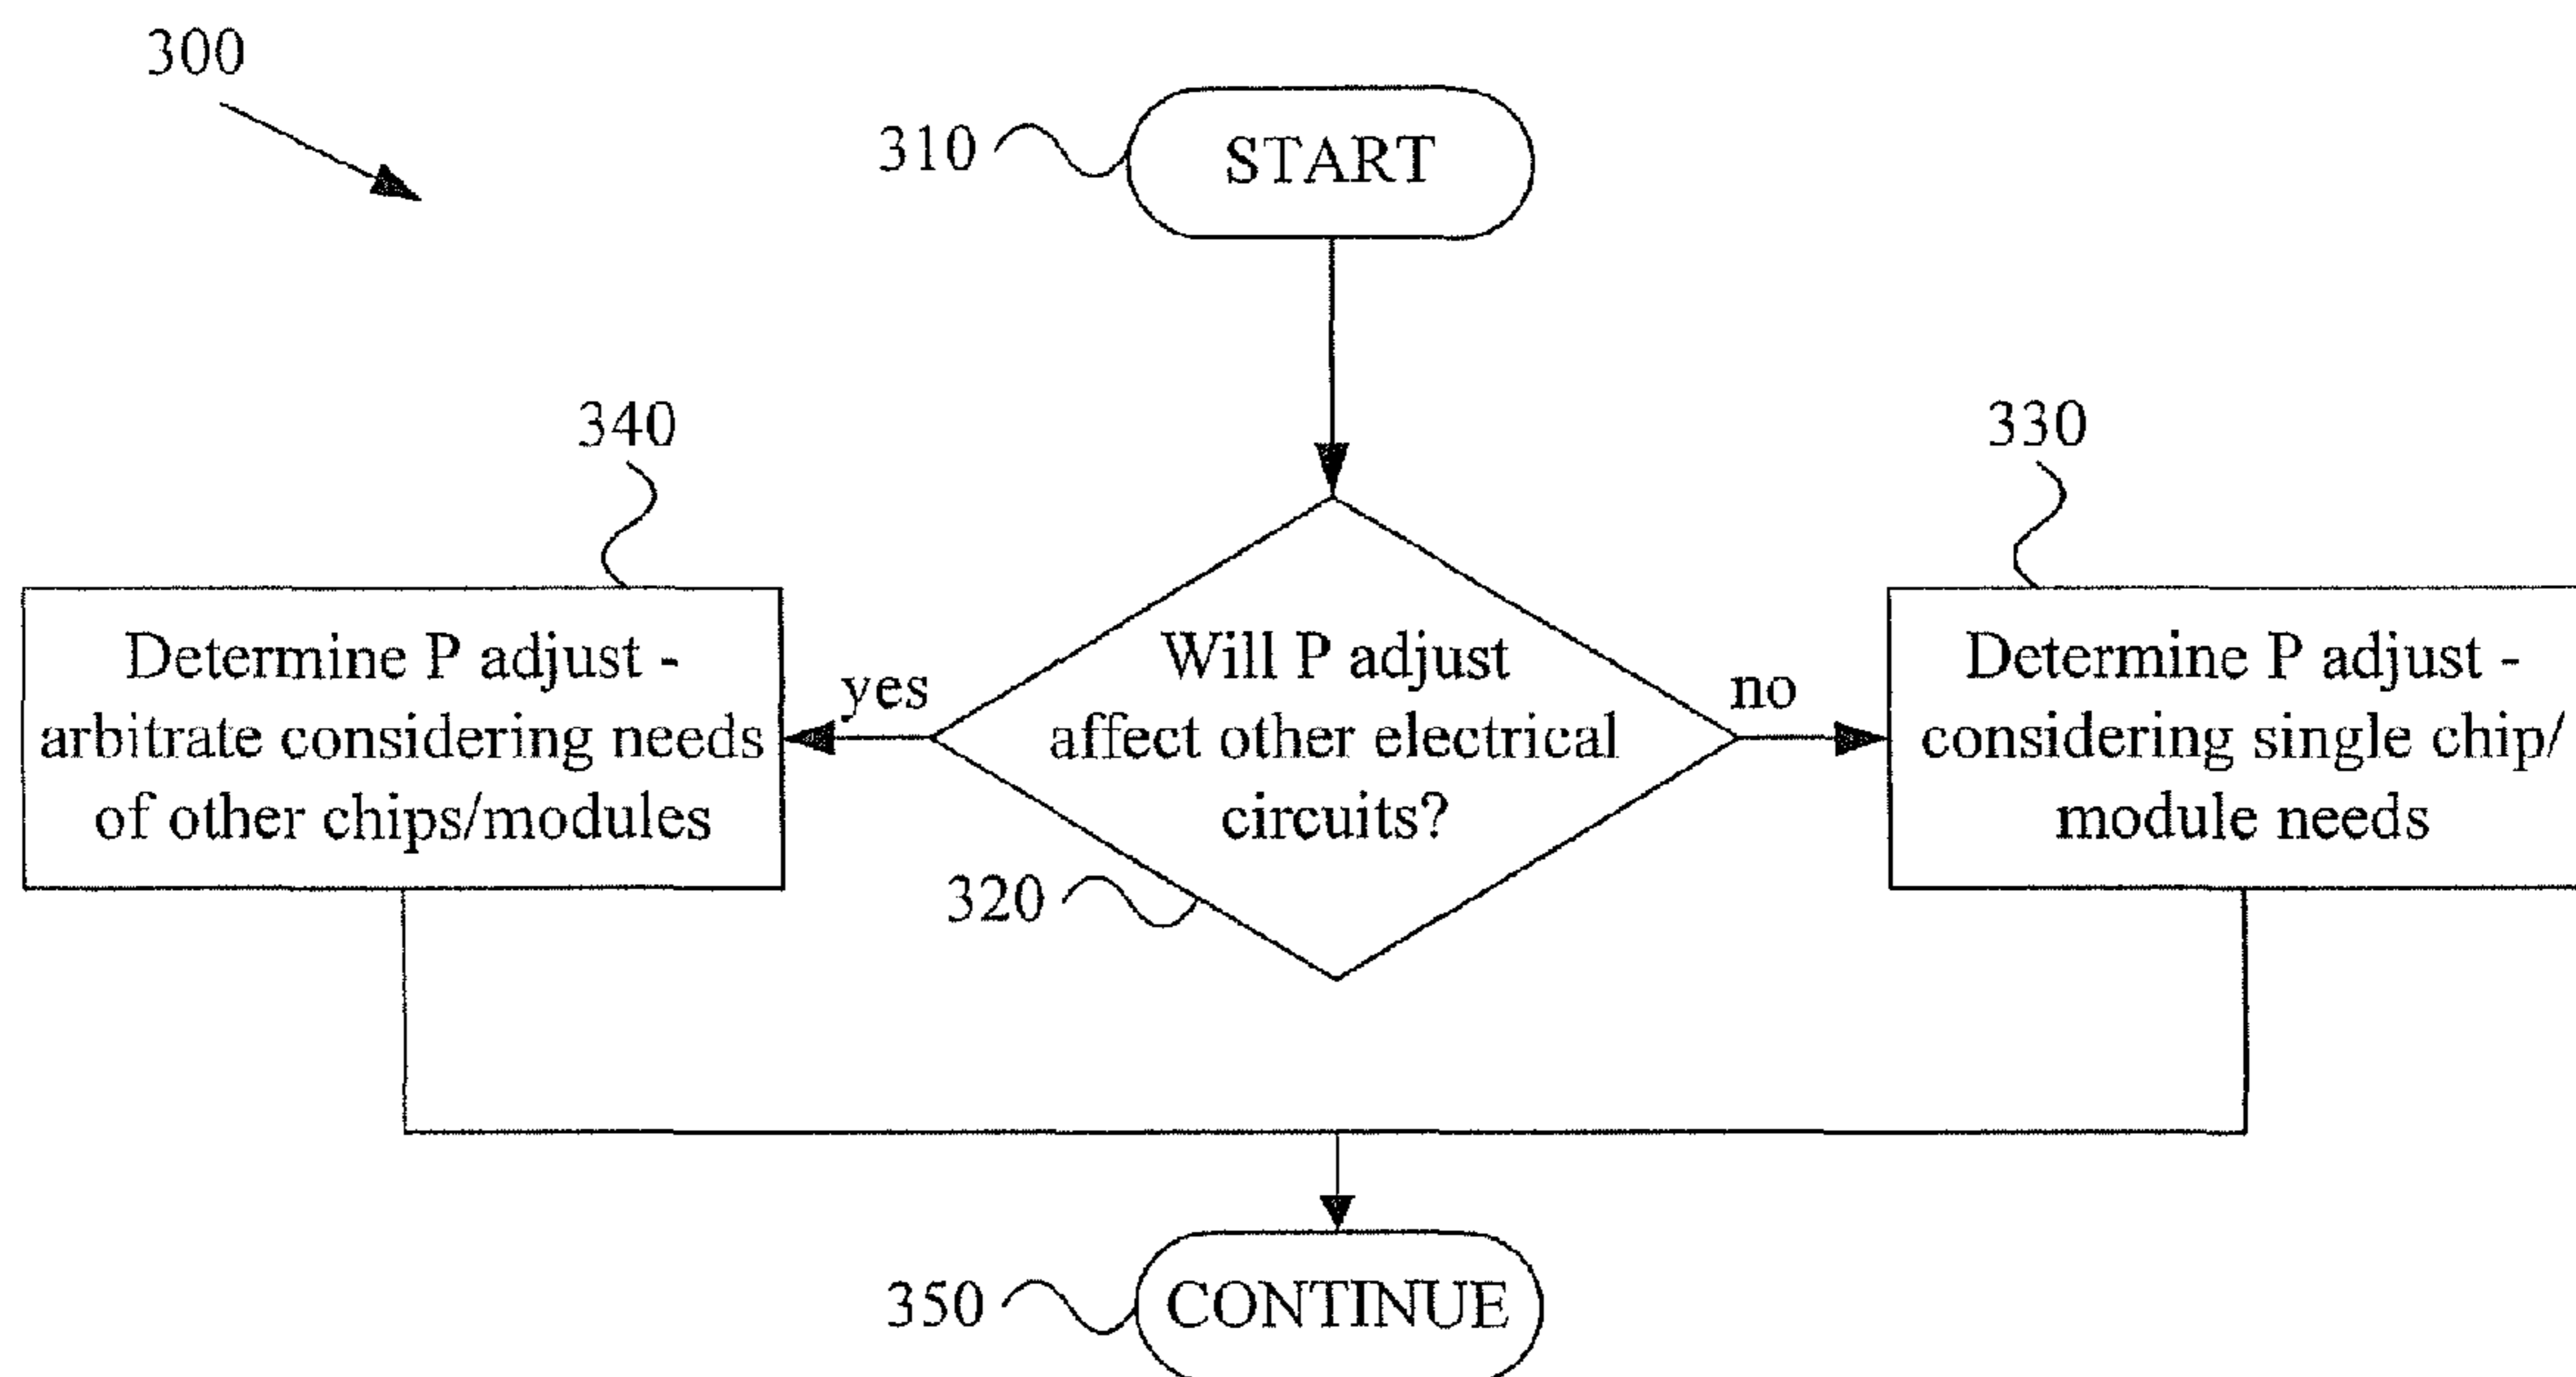 300
310
START
340
330
Determine P adjust -
arbitrate considering needs
of other chips/modules
yes
Will P adjust
affect other electrical
circuits?
no
Determine P adjust -
considering single chip/
module needs
320
350
CONTINUE